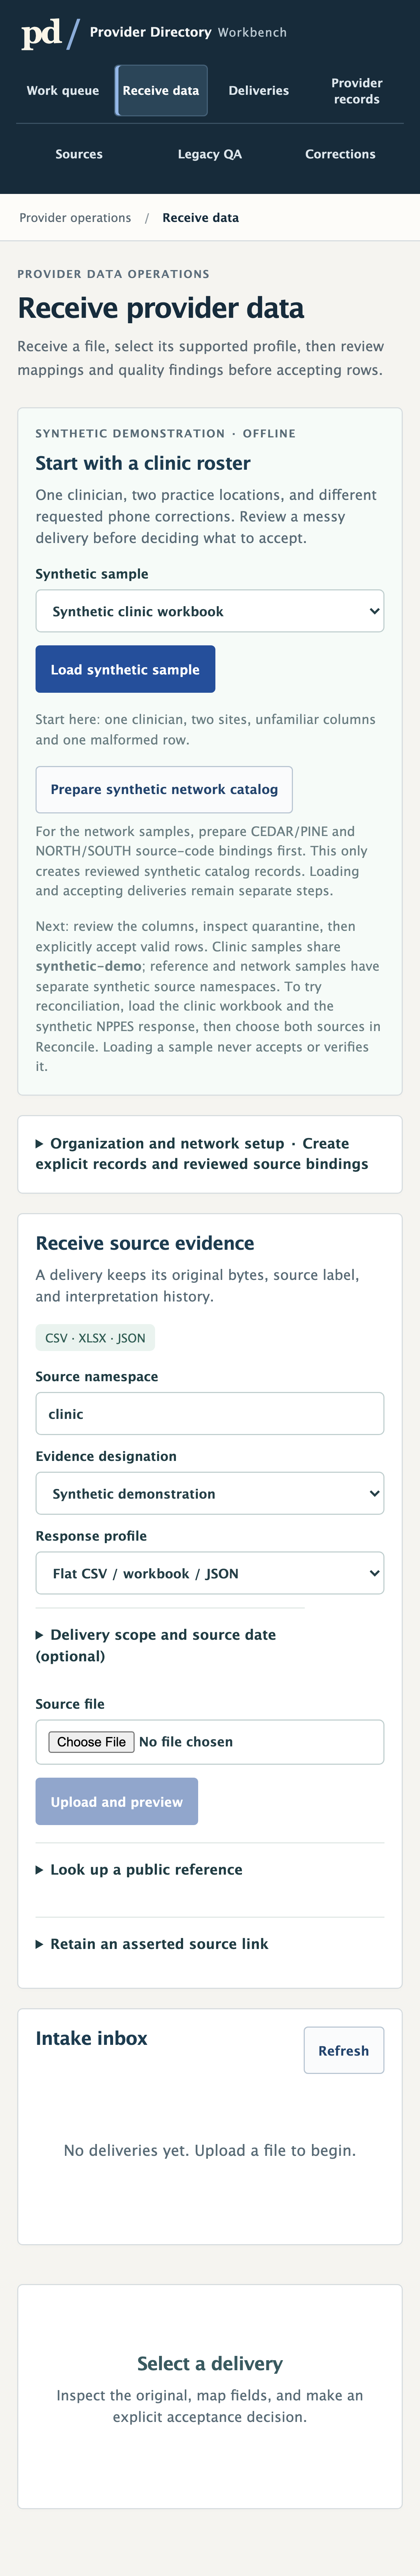 pd/ Provider Directory Workbench
Work queue
Receive data
Deliveries
Provider
records
Sources
Legacy QA
Corrections
Provider operations / Receive data
PROVIDER DATA OPERATIONS
Receive provider data
Receive a file, select its supported profile, then review
mappings and quality findings before accepting rows.
SYNTHETIC DEMONSTRATION · OFFLINE
Start with a clinic roster
One clinician, two practice locations, and different
requested phone corrections. Review a messy
delivery before deciding what to accept.
Synthetic sample
Synthetic clinic workbook
Load synthetic sample
Start here: one clinician, two sites, unfamiliar columns
and one malformed row.
Prepare synthetic network catalog
For the network samples, prepare CEDAR/PINE and
NORTH/SOUTH source-code bindings first. This only
creates reviewed synthetic catalog records. Loading
and accepting deliveries remain separate steps.
Next: review the columns, inspect quarantine, then
explicitly accept valid rows. Clinic samples share
synthetic-demo; reference and network samples have
separate synthetic source namespaces. To try
reconciliation, load the clinic workbook and the
synthetic NPPES response, then choose both sources in
Reconcile. Loading a sample never accepts or verifies
it.
▶ Organization and network setup · Create
explicit records and reviewed source bindings
Receive source evidence
A delivery keeps its original bytes, source label,
and interpretation history.
CSV · XLSX · JSON
Source namespace
clinic
Evidence designation
Synthetic demonstration
Response profile
Flat CSV / workbook / JSON
▶ Delivery scope and source date
(optional)
Source file
Choose File No file chosen
Upload and preview
▶ Look up a public reference
▶ Retain an asserted source link
Intake inbox
Refresh
No deliveries yet. Upload a file to begin.
Select a delivery
Inspect the original, map fields, and make an
explicit acceptance decision.